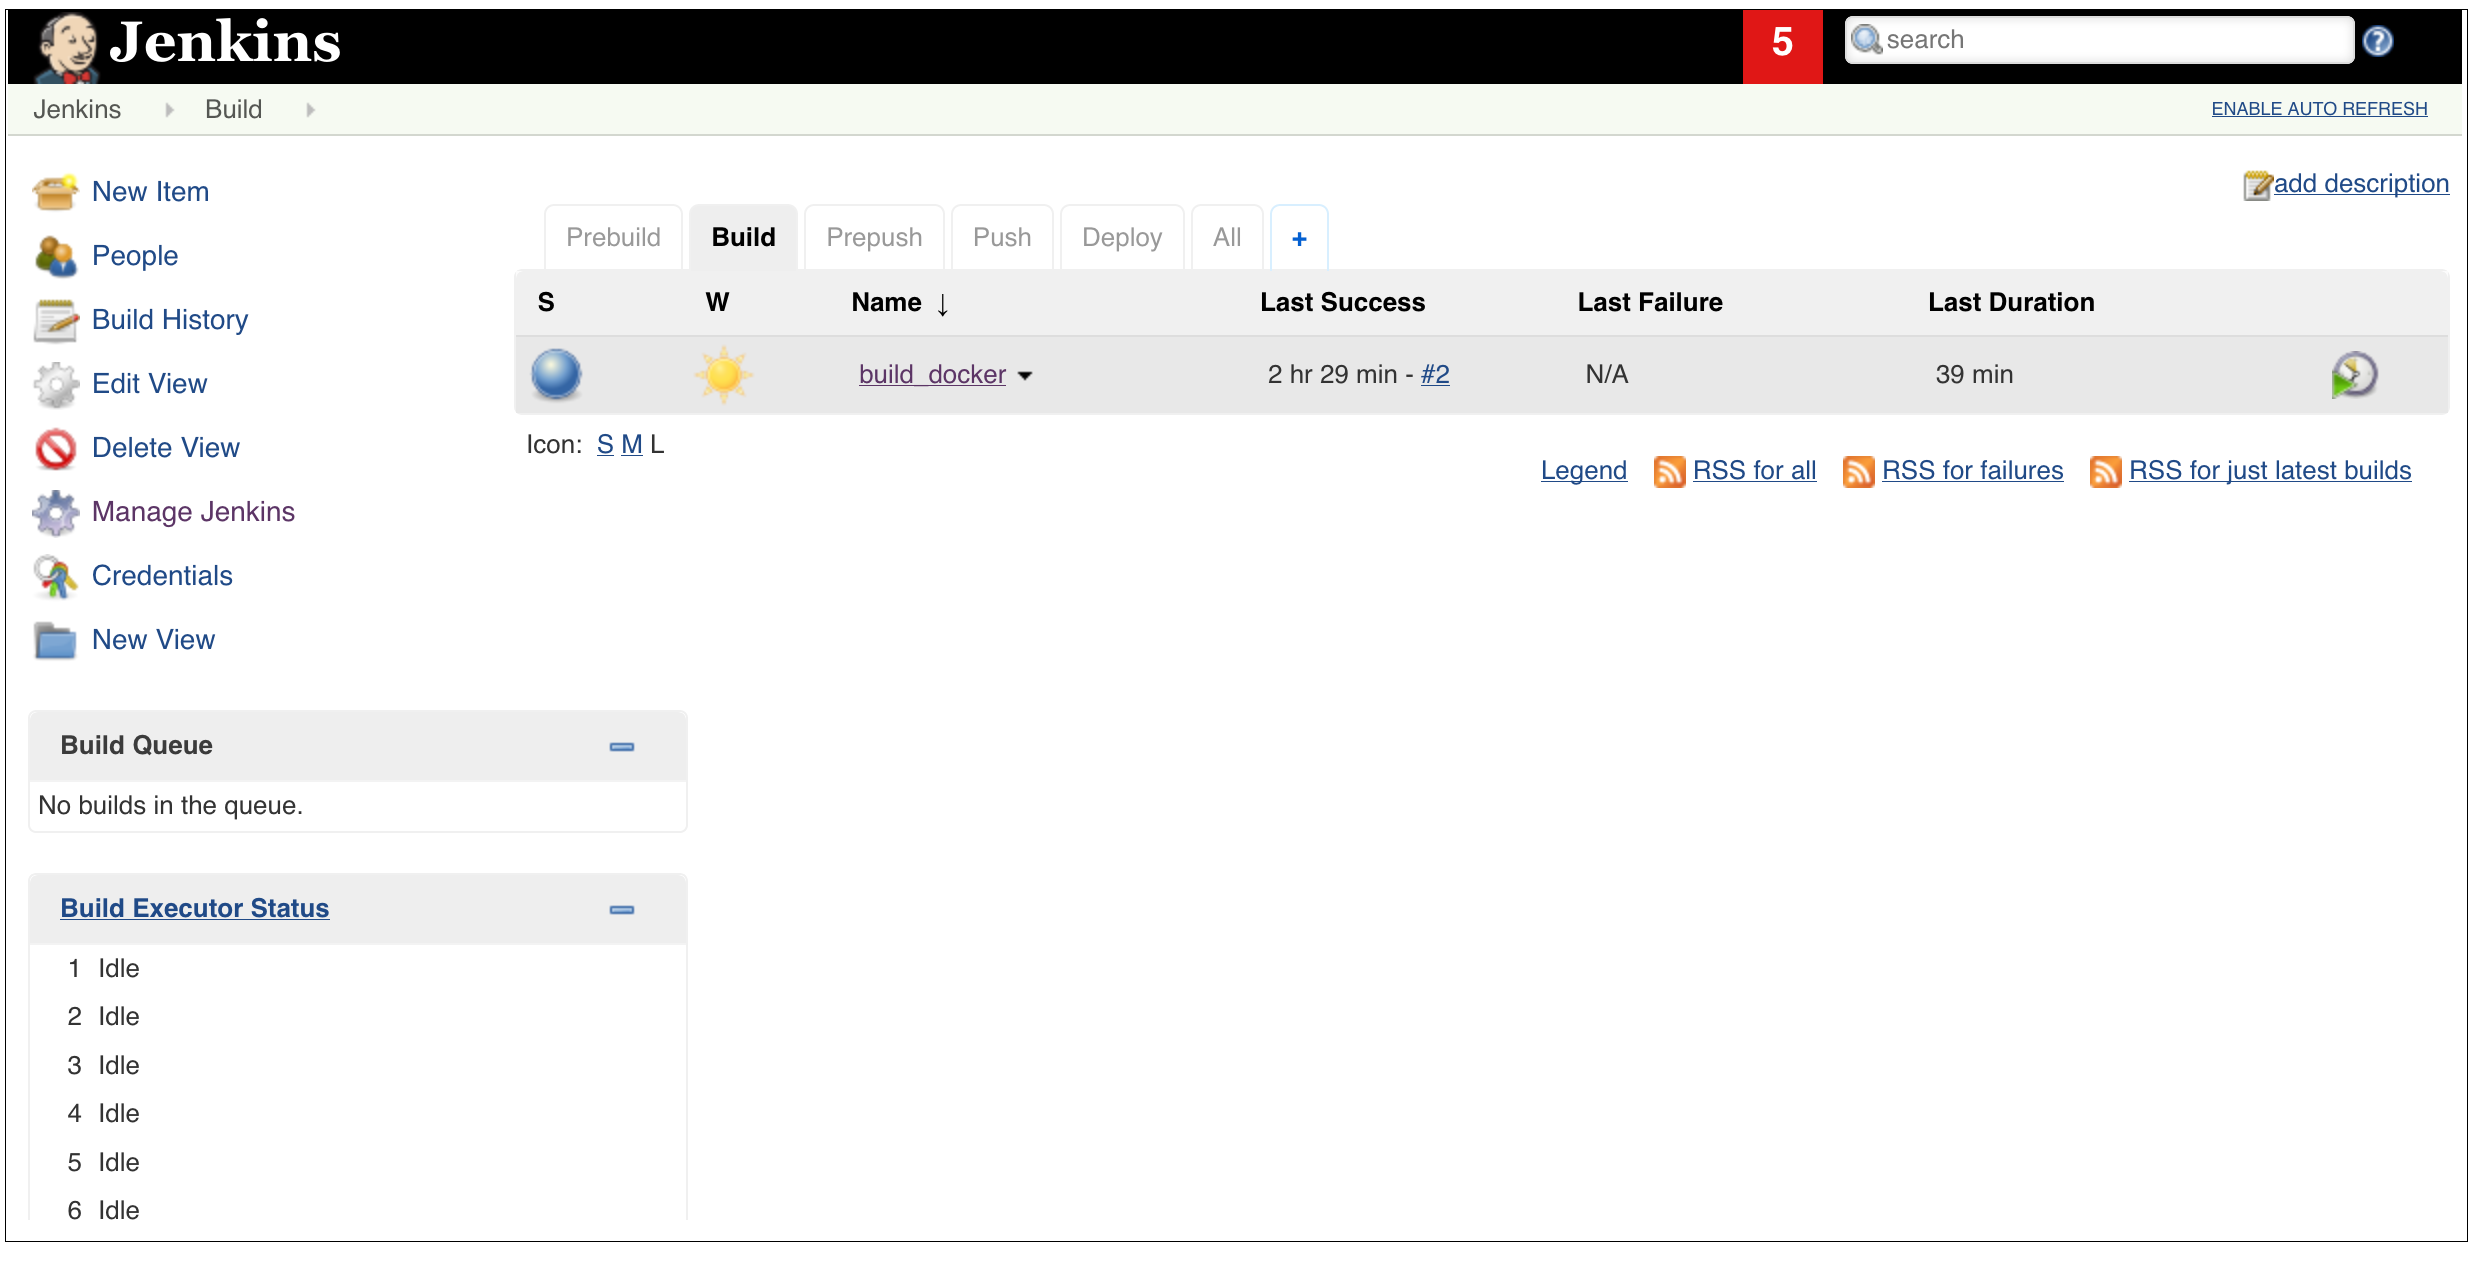 Jenkins
5
search
Jenkins
Build
ENABLE AUTO REFRESH
New Item
People
Build History
Edit View
Delete View
Manage Jenkins
Credentials
New View
add description
Prebuild Build Prepush Push Deploy All +
S W Name ↓ Last Success Last Failure Last Duration
build_docker 2 hr 29 min - #2 N/A 39 min
Icon: S M L
Legend RSS for all RSS for failures RSS for just latest builds
Build Queue
No builds in the queue.
Build Executor Status
1 Idle
2 Idle
3 Idle
4 Idle
5 Idle
6 Idle